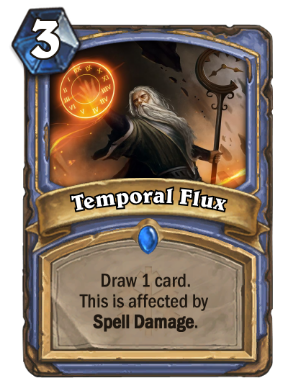 3
Temporal Flux
Draw 1 card.
This is affected by
Spell Damage.